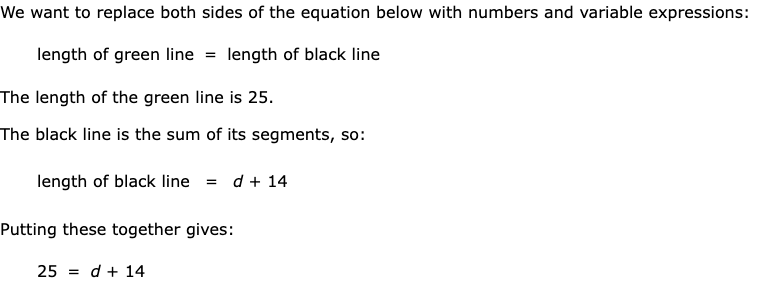 We want to replace both sides of the equation below with numbers and variable expressions:
length of green line = length of black line
The length of the green line is 25.
The black line is the sum of its segments, so:
length of black line = d + 14
Putting these together gives:
25 = d + 14